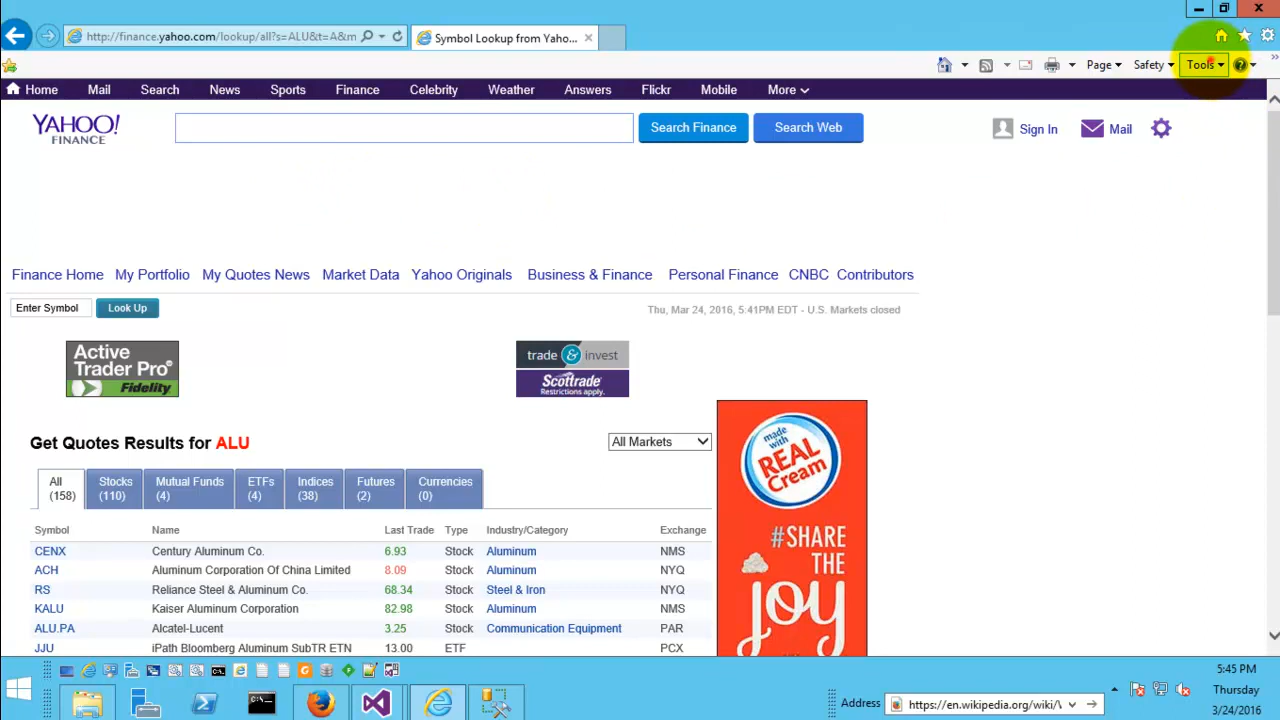 http://finance.yahoo.com/lookup/all?s=ALU&t=A&m
Symbol Lookup from Yaho...
Page Safety Tools
Home Mail Search News Sports Finance Celebrity Weather Answers Flickr Mobile More
YAHOO!
FINANCE
Search Finance Search Web
Sign In Mail
Finance Home My Portfolio My Quotes News Market Data Yahoo Originals Business & Finance Personal Finance CNBC Contributors
Enter Symbol Look Up
Thu, Mar 24, 2016, 5:41PM EDT - U.S. Markets closed
Active
Trader Pro®
Fidelity
trade & invest
Scottrade
Restrictions apply.
Get Quotes Results for ALU
All Markets
made with
REAL
Cream
#SHARE
THE
joy
All Stocks Mutual Funds ETFs Indices Futures Currencies
(158) (110) (4) (4) (38) (2) (0)
Symbol Name Last Trade Type Industry/Category Exchange
CENX Century Aluminum Co. 6.93 Stock Aluminum NMS
ACH Aluminum Corporation Of China Limited 8.09 Stock Aluminum NYQ
RS Reliance Steel & Aluminum Co. 68.34 Stock Steel & Iron NYQ
KALU Kaiser Aluminum Corporation 82.98 Stock Aluminum NMS
ALU.PA Alcatel-Lucent 3.25 Stock Communication Equipment PAR
JJU iPath Bloomberg Aluminum SubTR ETN 13.00 ETF PCX
Address https://en.wikipedia.org/wiki/
5:45 PM
Thursday
3/24/2016